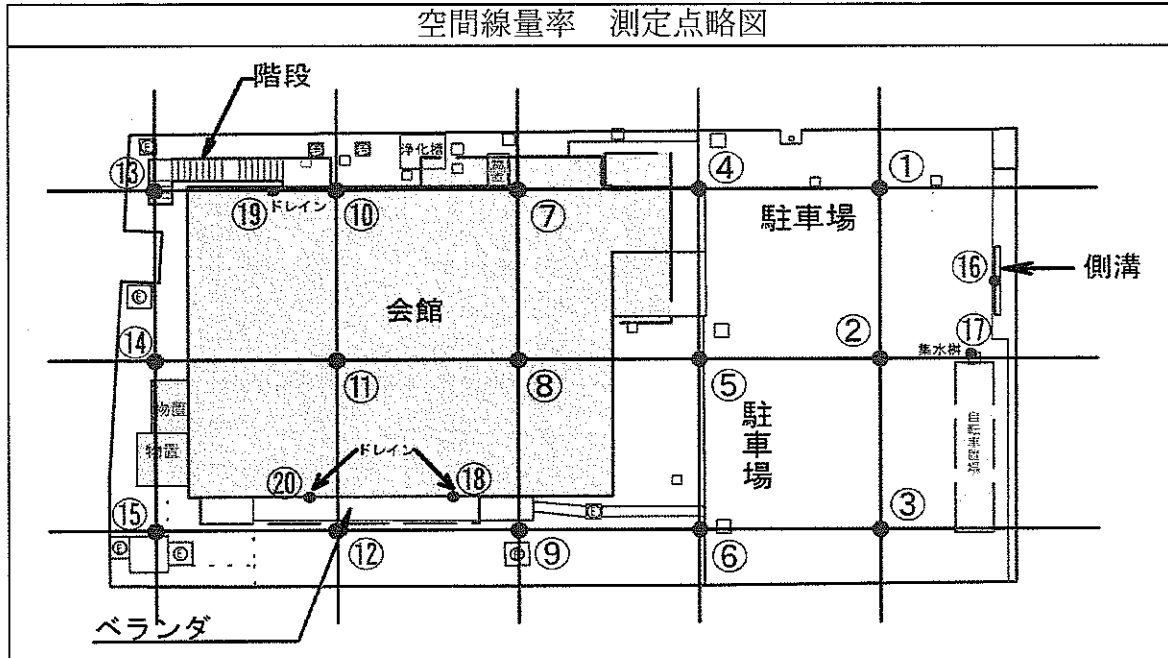 空間線量率　測定点略図
階段
浄化槽
物置
⑬
④
①
ドレイン
⑲
⑩
⑦
駐車場
⑯
側溝
会館
⑭
②
⑰
集水桝
⑪
⑧
⑤
物置
駐車場
自転車置場
物置
ドレイン
⑳
⑱
⑮
③
Ⓔ
⑫
⑨
⑥
ベランダ